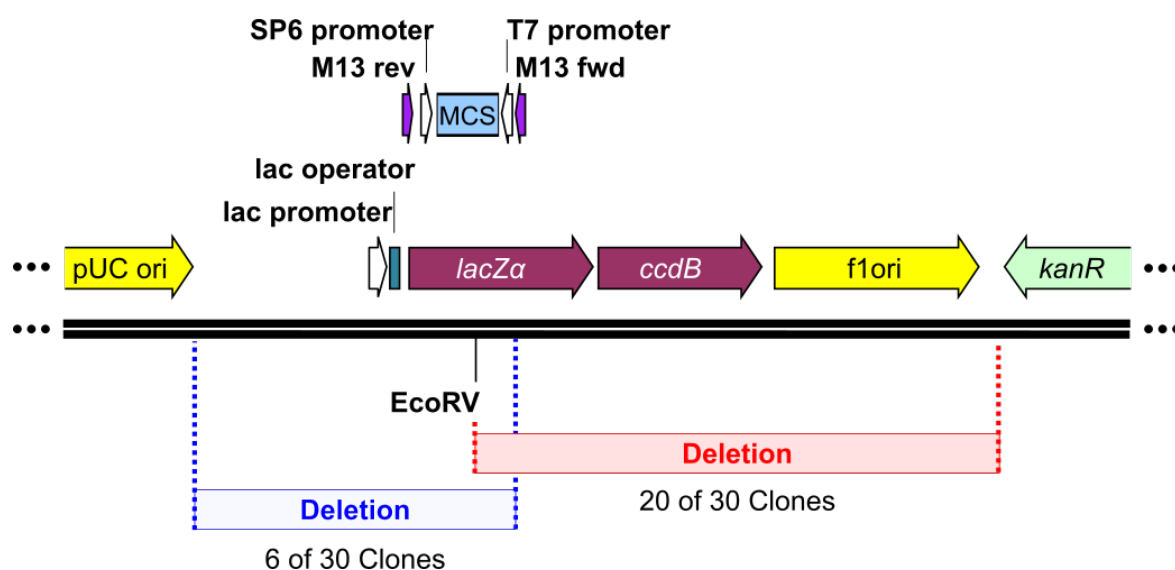 SP6 promoter T7 promoter
M13 rev M13 fwd
MCS
lac operator
lac promoter
••• pUC ori lacZα ccdB f1ori kanR •••
••• •••
EcoRV
Deletion
20 of 30 Clones
Deletion
6 of 30 Clones